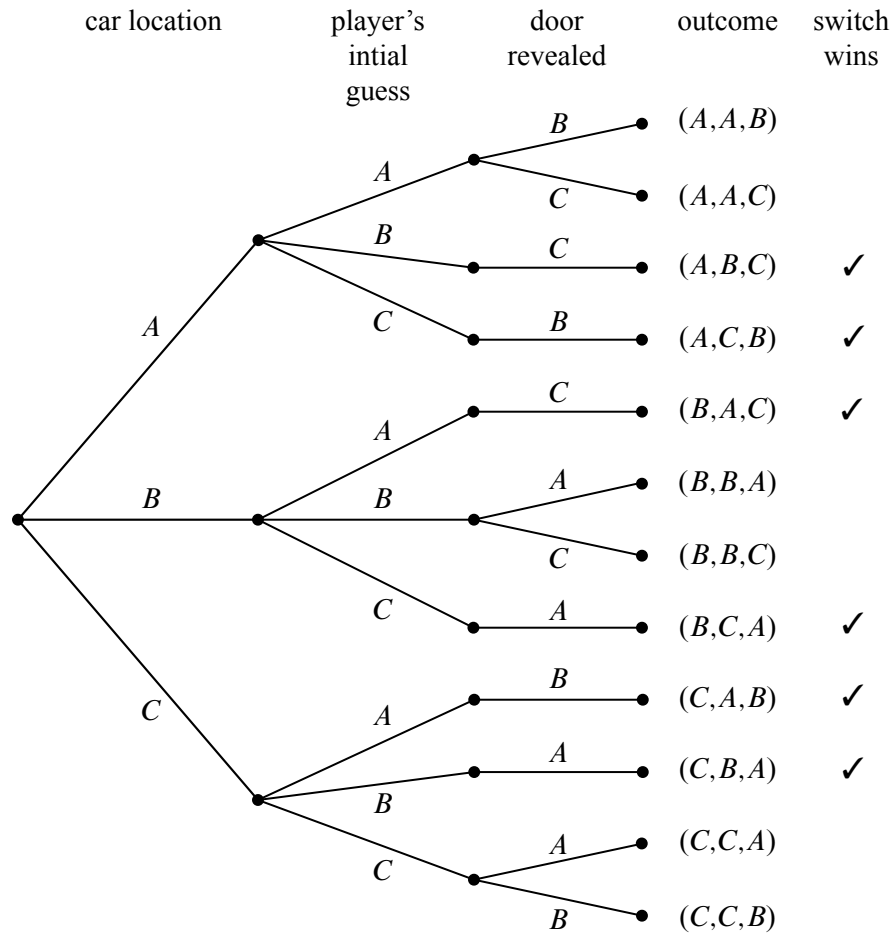 car location player's door outcome switch
intial revealed wins
guess
B (A,A,B)
A
C (A,A,C)
B C (A,B,C) ✓
C B (A,C,B) ✓
A
C (B,A,C) ✓
A
A (B,B,A)
B B
C (B,B,C)
C A (B,C,A) ✓
B (C,A,B) ✓
C A
A (C,B,A) ✓
B
A (C,C,A)
C
B (C,C,B)